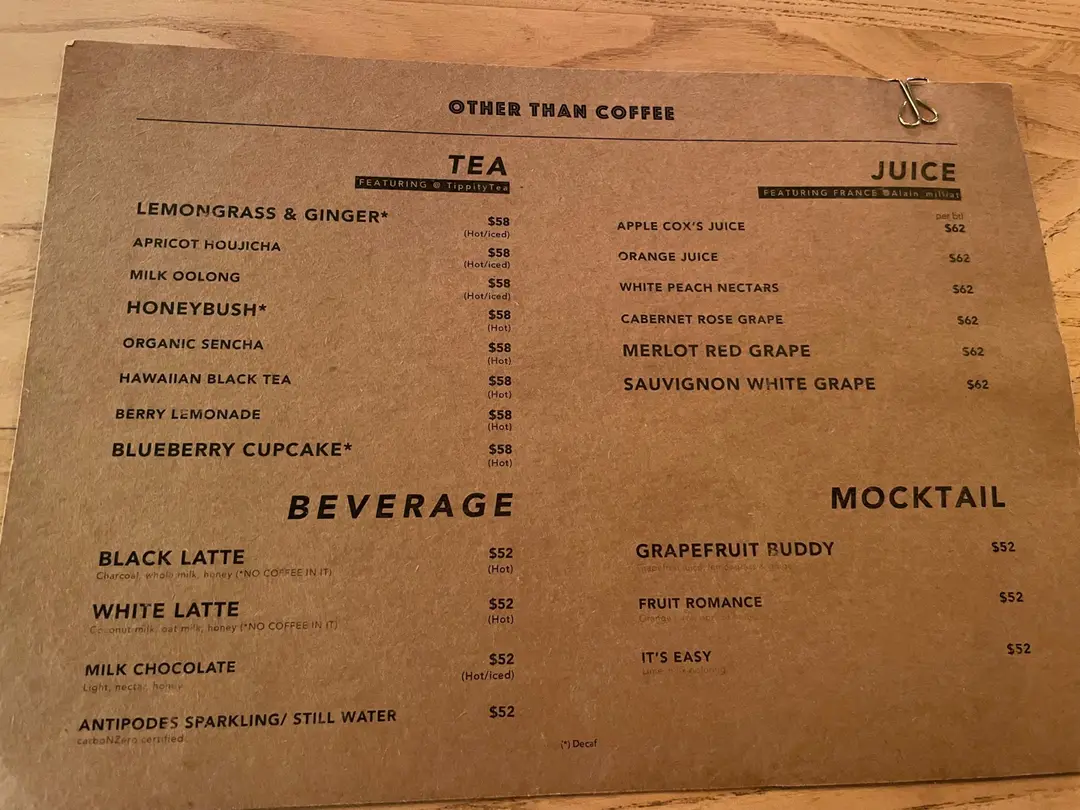 OTHER THAN COFFEE
TEA
FEATURING @ TippityTea
LEMONGRASS & GINGER* $58
(Hot/iced)
APRICOT HOUJICHA $58
(Hot/iced)
MILK OOLONG $58
(Hot/iced)
HONEYBUSH* $58
(Hot)
ORGANIC SENCHA $58
(Hot)
HAWAIIAN BLACK TEA $58
(Hot)
BERRY LEMONADE $58
(Hot)
BLUEBERRY CUPCAKE* $58
(Hot)
JUICE
FEATURING FRANCE @Alain_milliat
per btl
APPLE COX'S JUICE $62
ORANGE JUICE $62
WHITE PEACH NECTARS $62
CABERNET ROSE GRAPE $62
MERLOT RED GRAPE $62
SAUVIGNON WHITE GRAPE $62
BEVERAGE
BLACK LATTE $52
Charcoal, whole milk, honey (*NO COFFEE IN IT) (Hot)
WHITE LATTE $52
Coconut milk, oat milk, honey (*NO COFFEE IN IT) (Hot)
MILK CHOCOLATE $52
Light, nectar, honey (Hot/iced)
ANTIPODES SPARKLING/ STILL WATER $52
carboNZero certified
MOCKTAIL
GRAPEFRUIT BUDDY $52
FRUIT ROMANCE $52
IT'S EASY $52
(*) Decaf